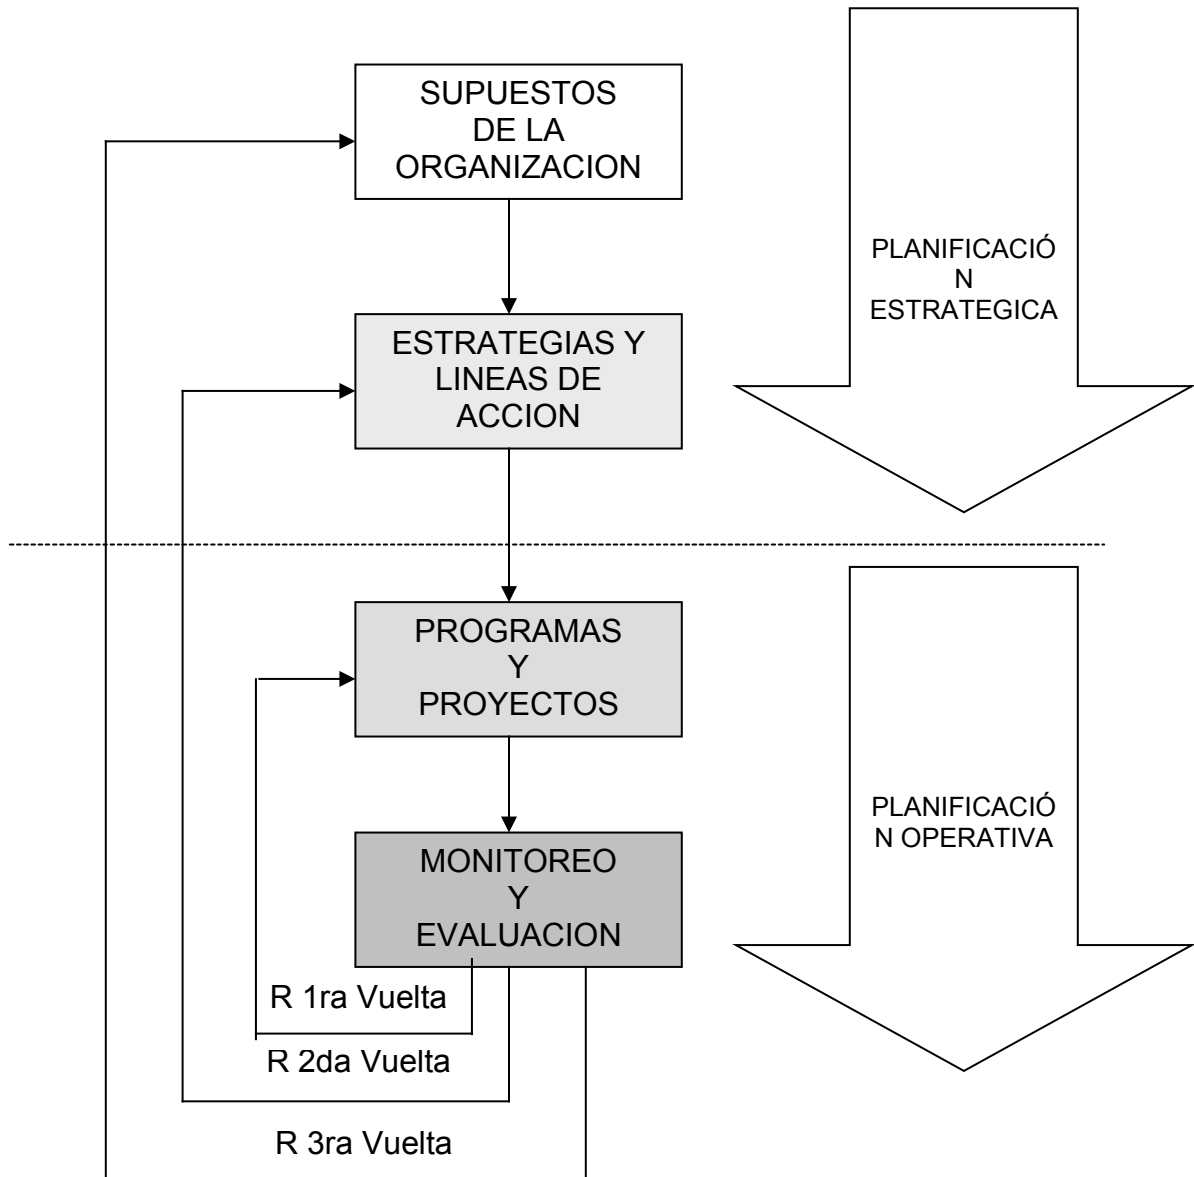 SUPUESTOS
DE LA
ORGANIZACION
PLANIFICACIÓ
N
ESTRATEGICA
ESTRATEGIAS Y
LINEAS DE
ACCION
PROGRAMAS
Y
PROYECTOS
PLANIFICACIÓ
N OPERATIVA
MONITOREO
Y
EVALUACION
R 1ra Vuelta
R 2da Vuelta
R 3ra Vuelta